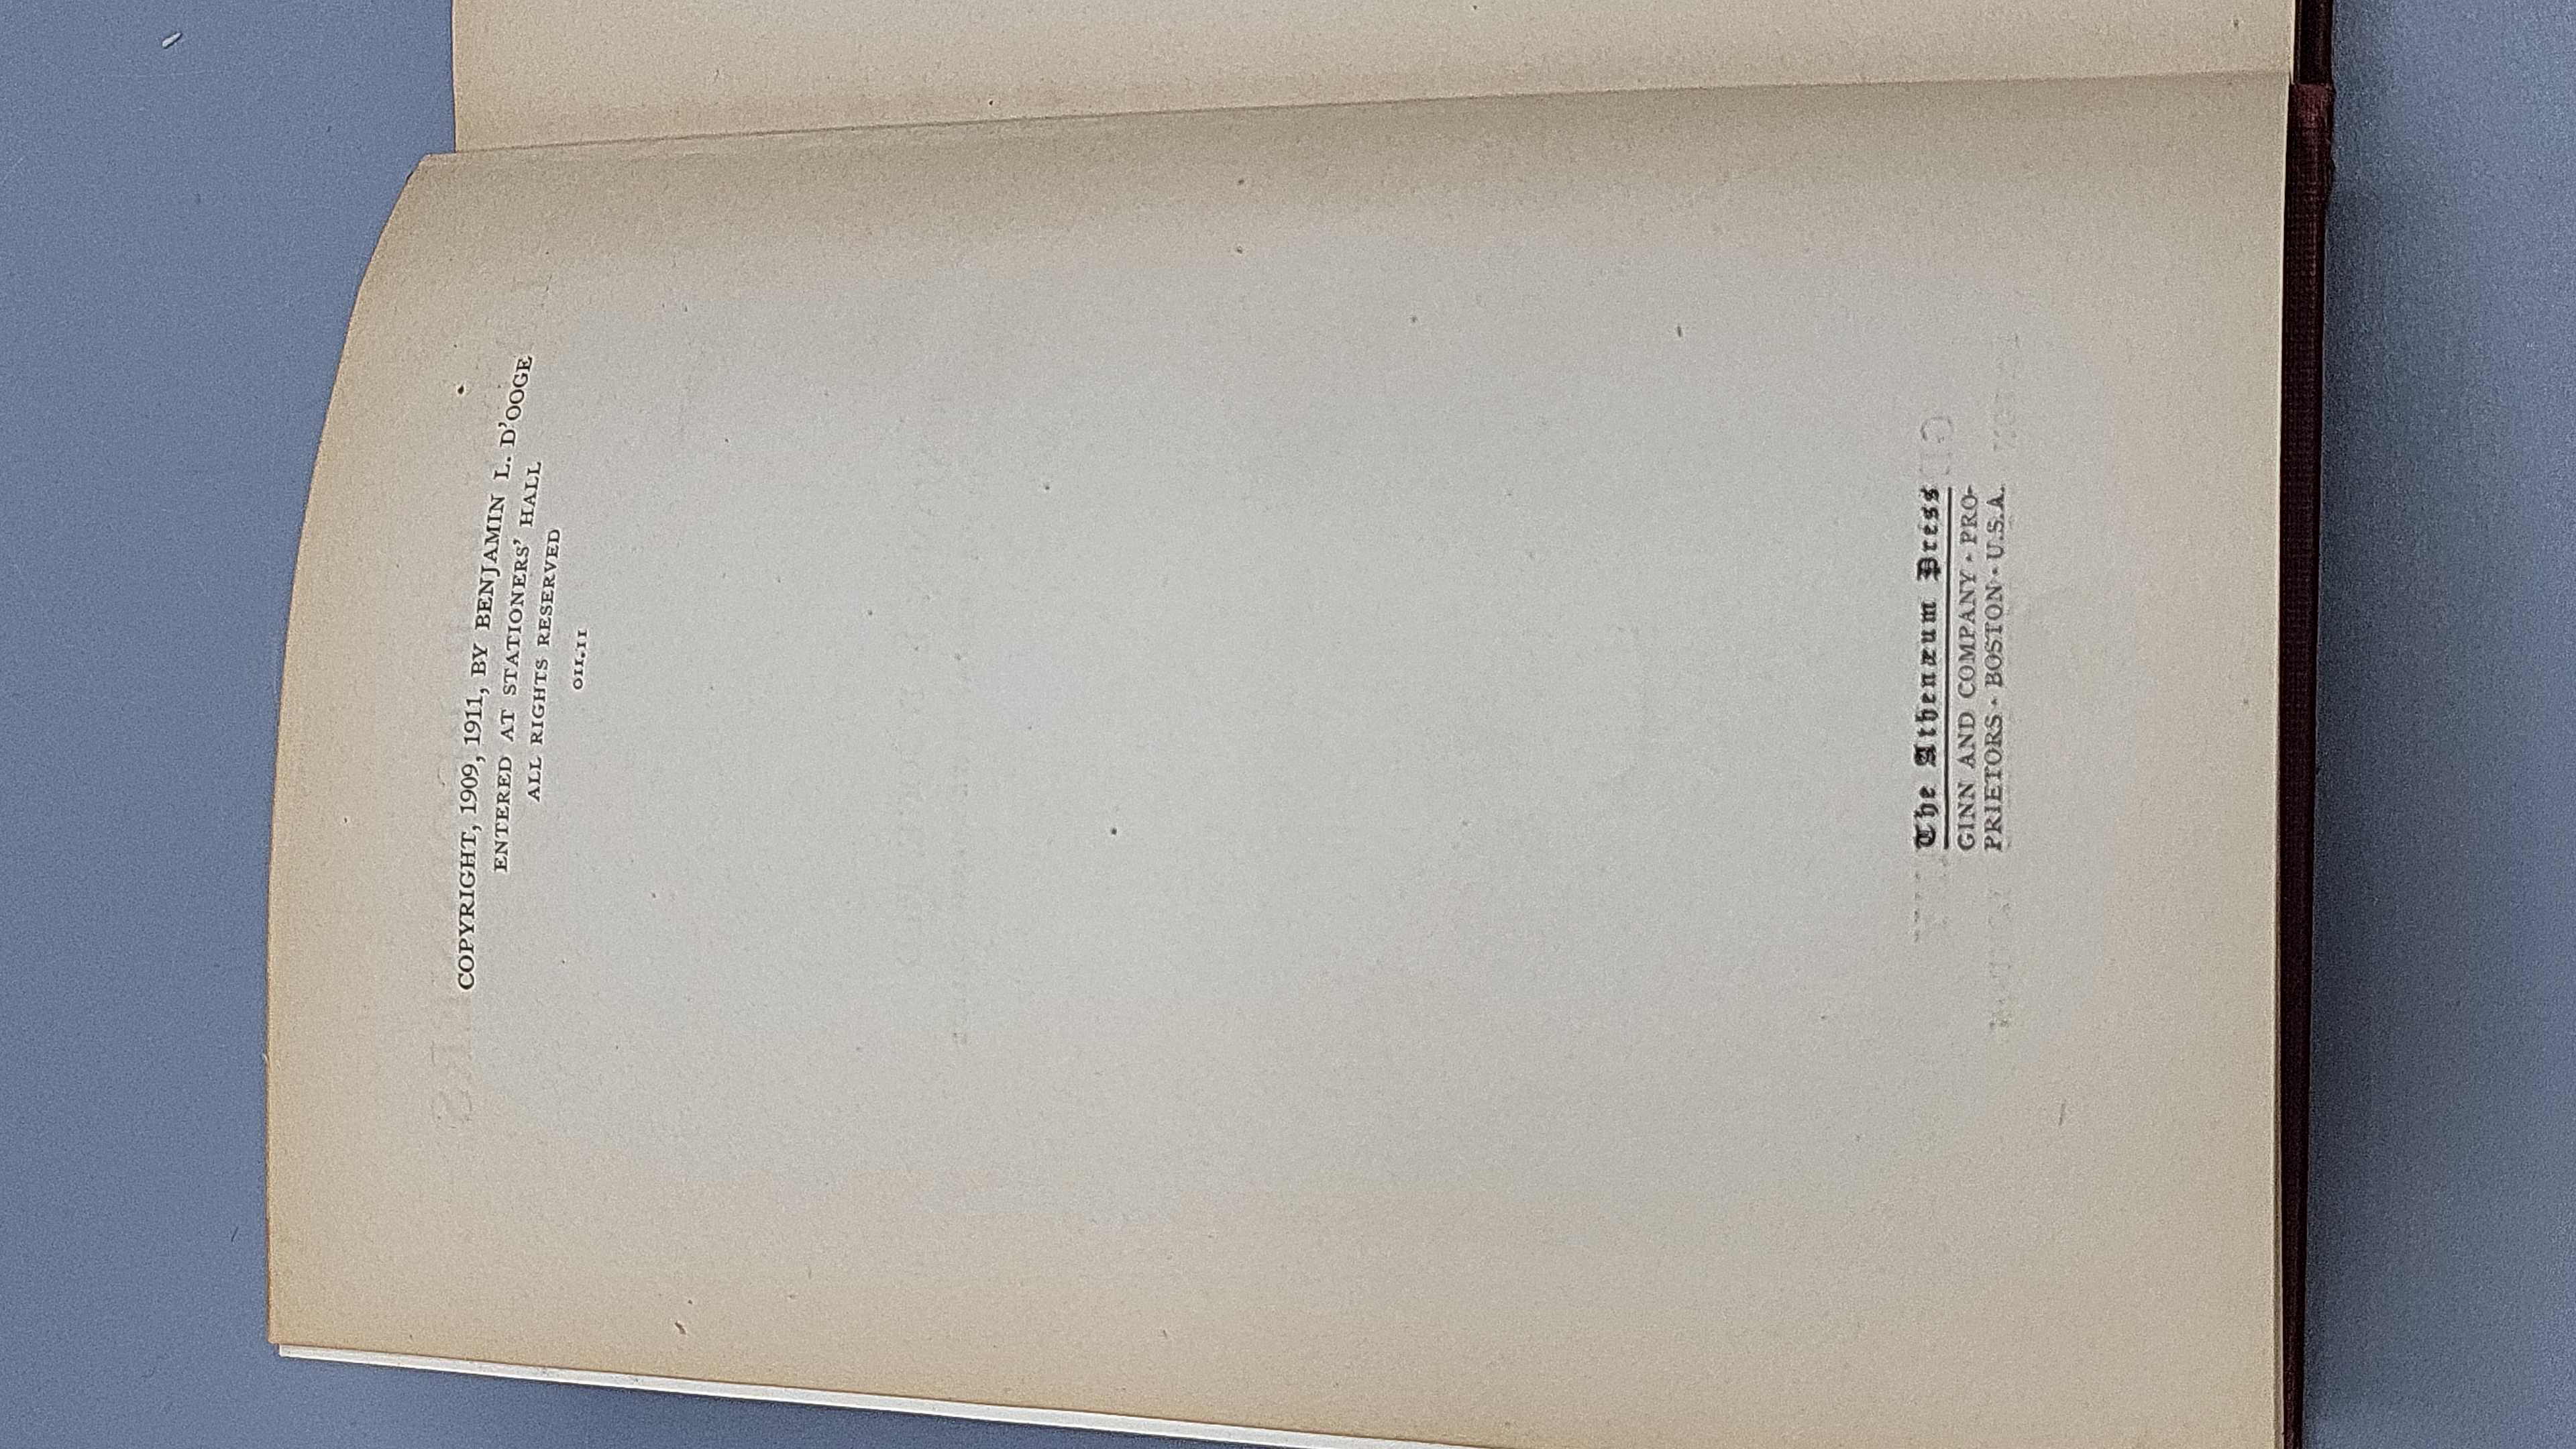 COPYRIGHT, 1909, 1911, BY BENJAMIN L. D'OOGE
ENTERED AT STATIONERS' HALL
ALL RIGHTS RESERVED
011.11
The Athenæum Press
GINN AND COMPANY · PRO-
PRIETORS · BOSTON · U.S.A.